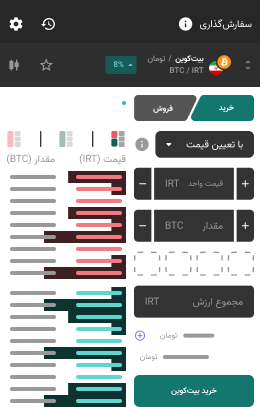 سفارش‌گذاری
بیت‌کوین / تومان
BTC / IRT
8%
خرید
فروش
با تعیین قیمت
قیمت (IRT)
مقدار (BTC)
+ قیمت واحد IRT −
+ مقدار BTC −
مجموع ارزش IRT
تومان
تومان
خرید بیت‌کوین